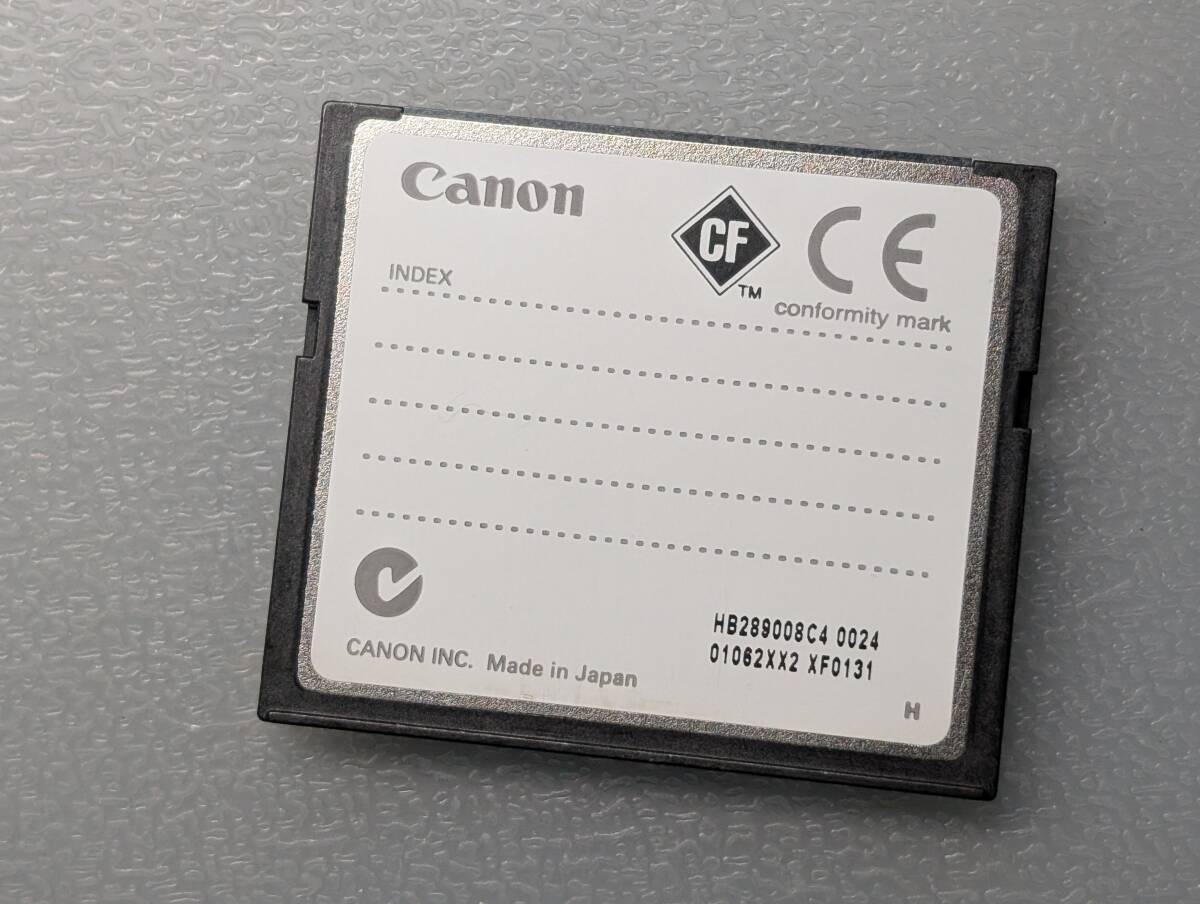 Canon
CF
TM
CE
conformity mark
INDEX
HB289008C4 0024
01062XX2 XF0131
CANON INC. Made in Japan
H